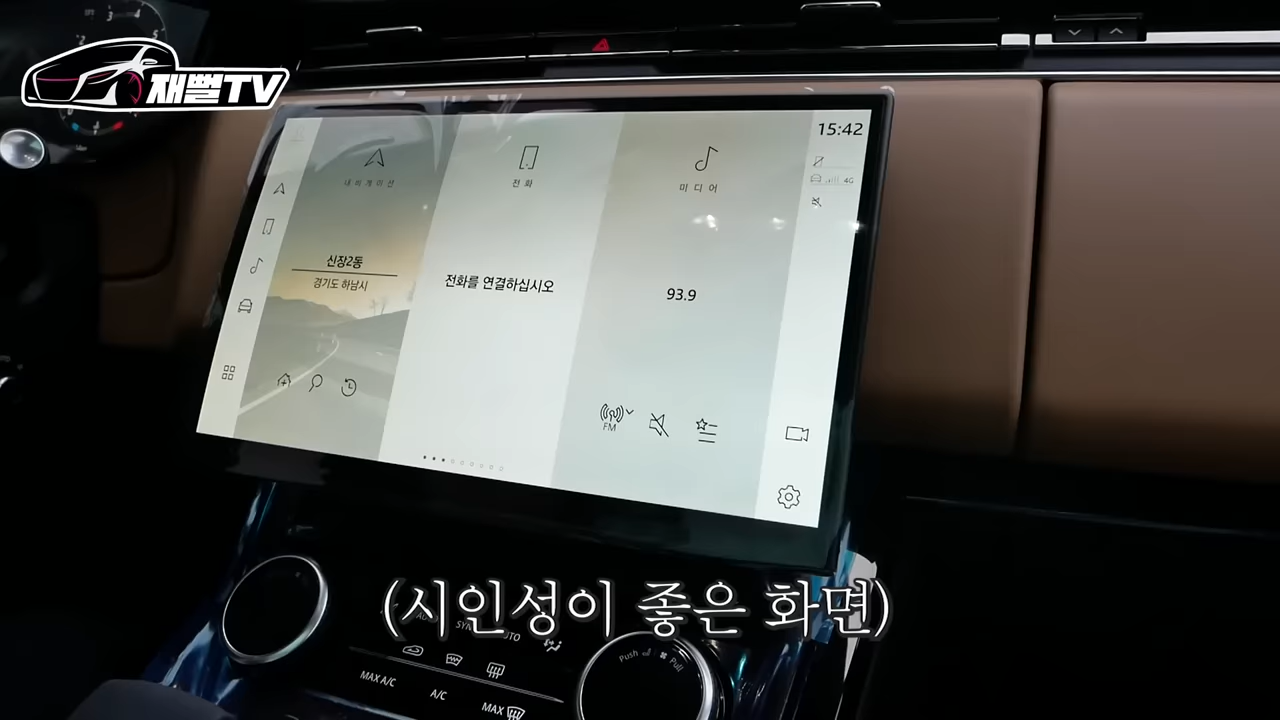 재뻘TV
15:42
내비게이션
전화
미디어
4G
신장2동
경기도 하남시
전화를 연결하십시오
93.9
FM
(시인성이 좋은 화면)
Push
Pull
MAX A/C
A/C
MAX